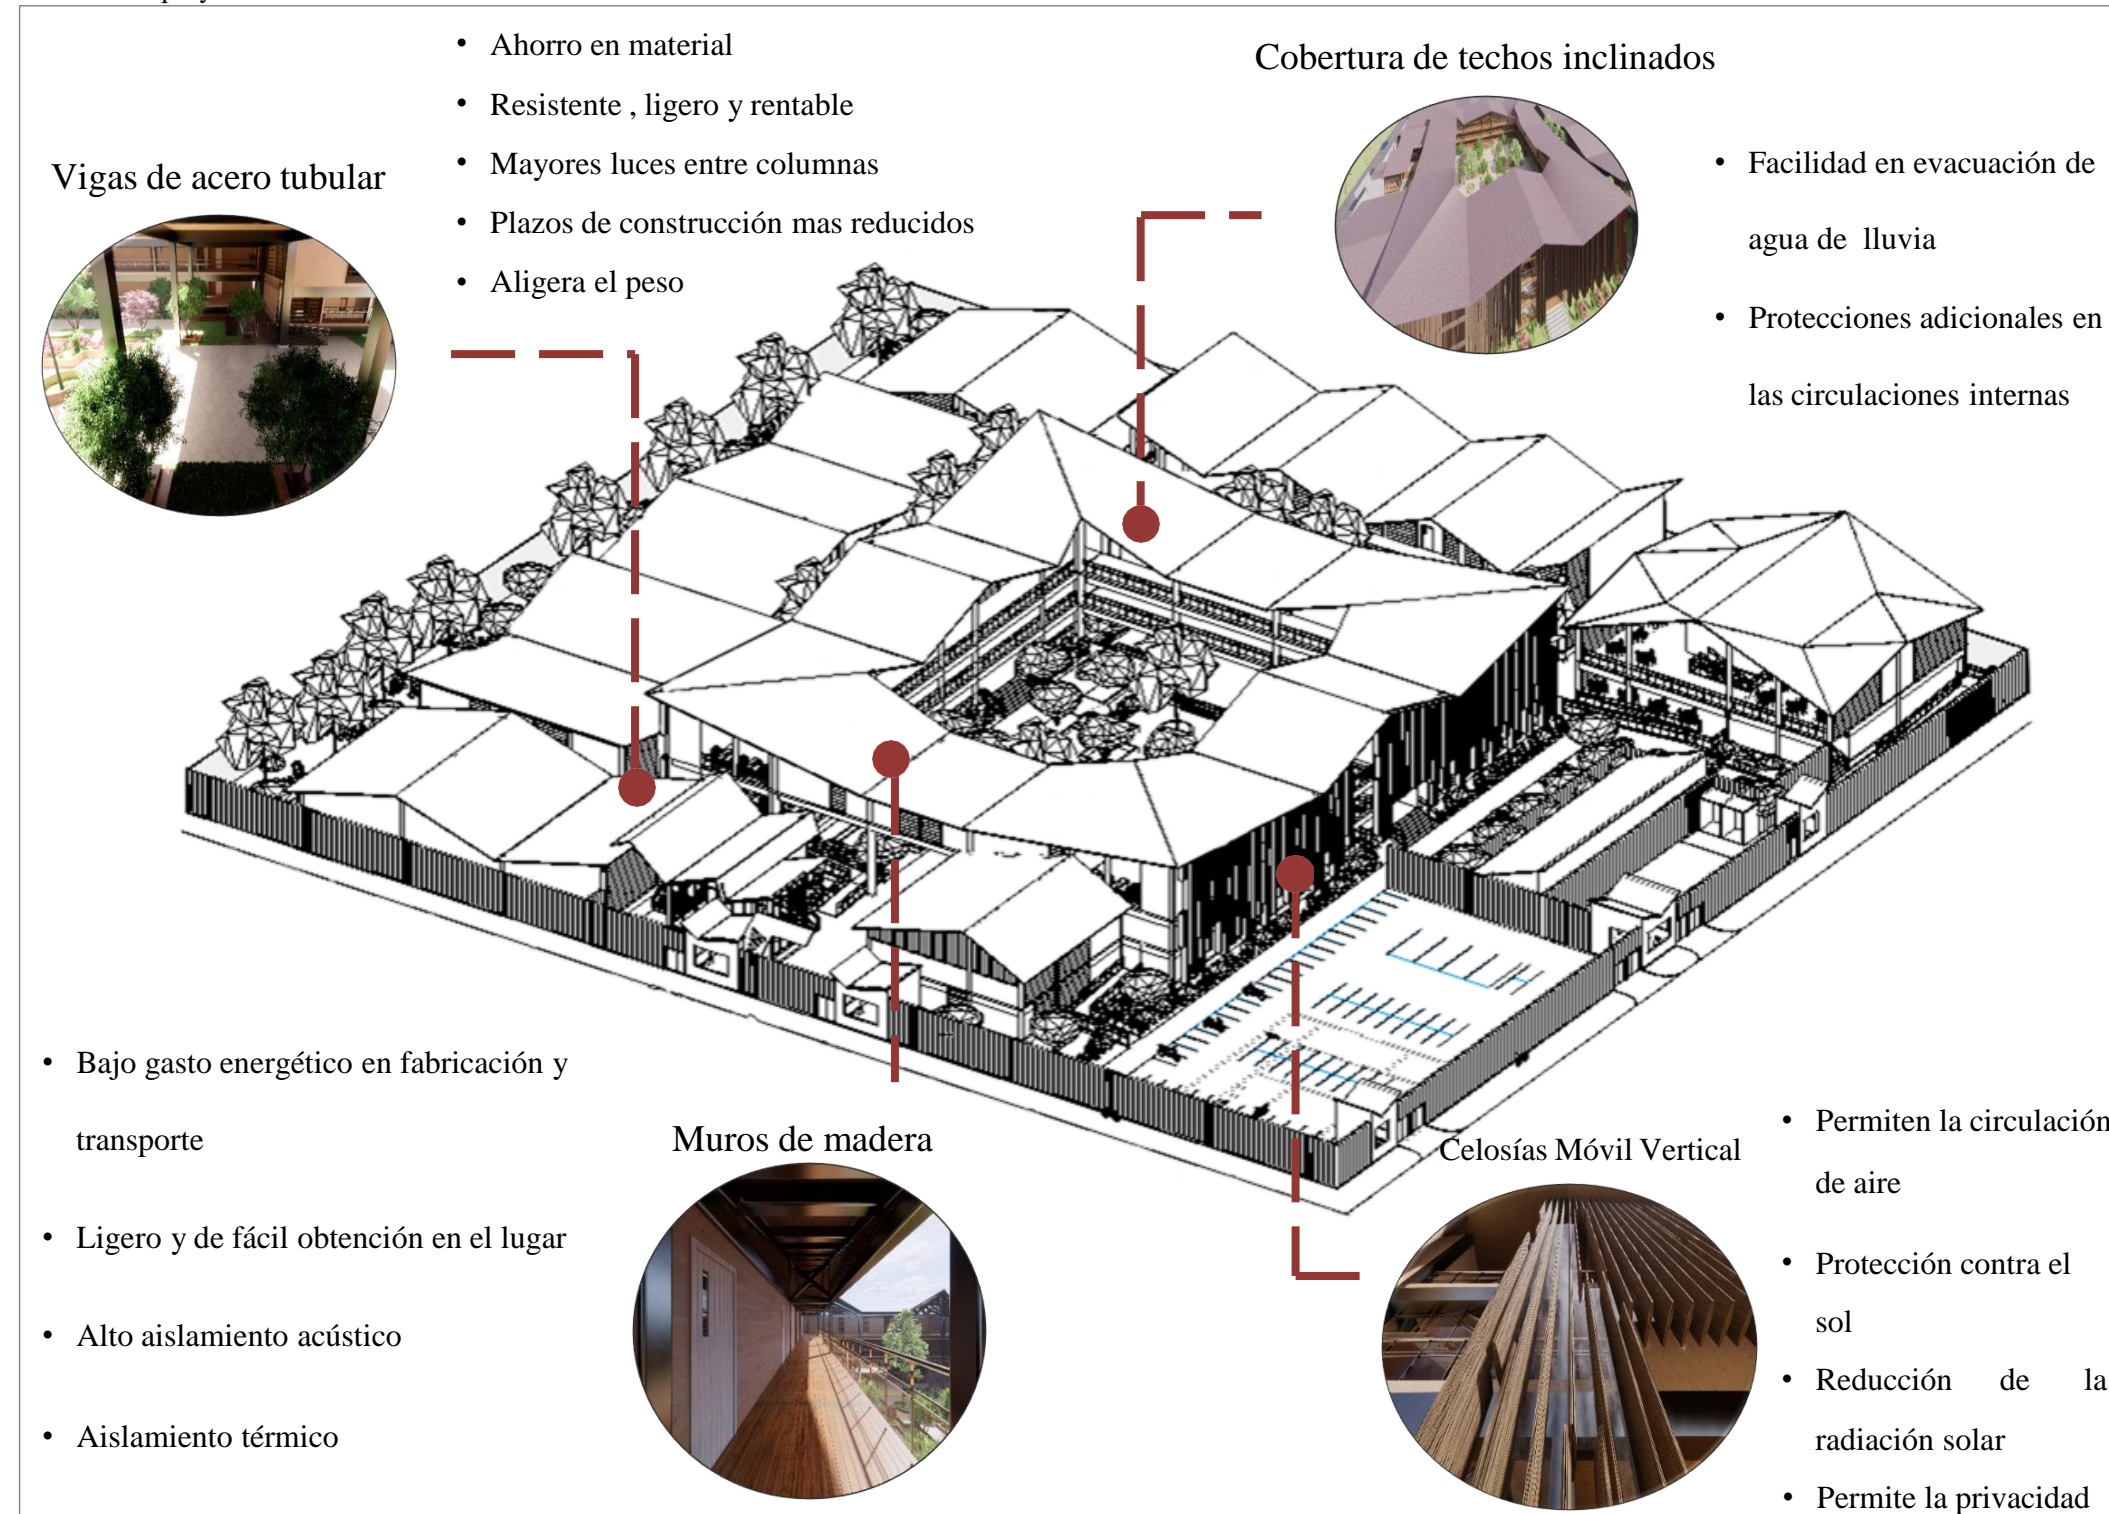 Vigas de acero tubular
• Ahorro en material
• Resistente , ligero y rentable
• Mayores luces entre columnas
• Plazos de construcción mas reducidos
• Aligera el peso
Cobertura de techos inclinados
• Facilidad en evacuación de
agua de lluvia
• Protecciones adicionales en
las circulaciones internas
• Bajo gasto energético en fabricación y
transporte
• Ligero y de fácil obtención en el lugar
• Alto aislamiento acústico
• Aislamiento térmico
Muros de madera
Celosías Móvil Vertical
• Permiten la circulación
de aire
• Protección contra el
sol
• Reducción de la
radiación solar
• Permite la privacidad